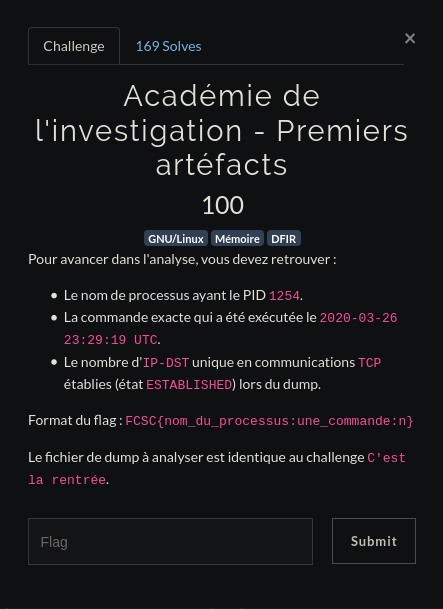 Challenge
169 Solves
×
Académie de
l'investigation - Premiers
artéfacts
100
GNU/Linux Mémoire DFIR
Pour avancer dans l'analyse, vous devez retrouver :
• Le nom de processus ayant le PID 1254.
• La commande exacte qui a été exécutée le 2020-03-26
23:29:19 UTC.
• Le nombre d'IP-DST unique en communications TCP
établies (état ESTABLISHED) lors du dump.
Format du flag : FCSC{nom_du_processus:une_commande:n}
Le fichier de dump à analyser est identique au challenge C'est
la rentrée.
Flag
Submit